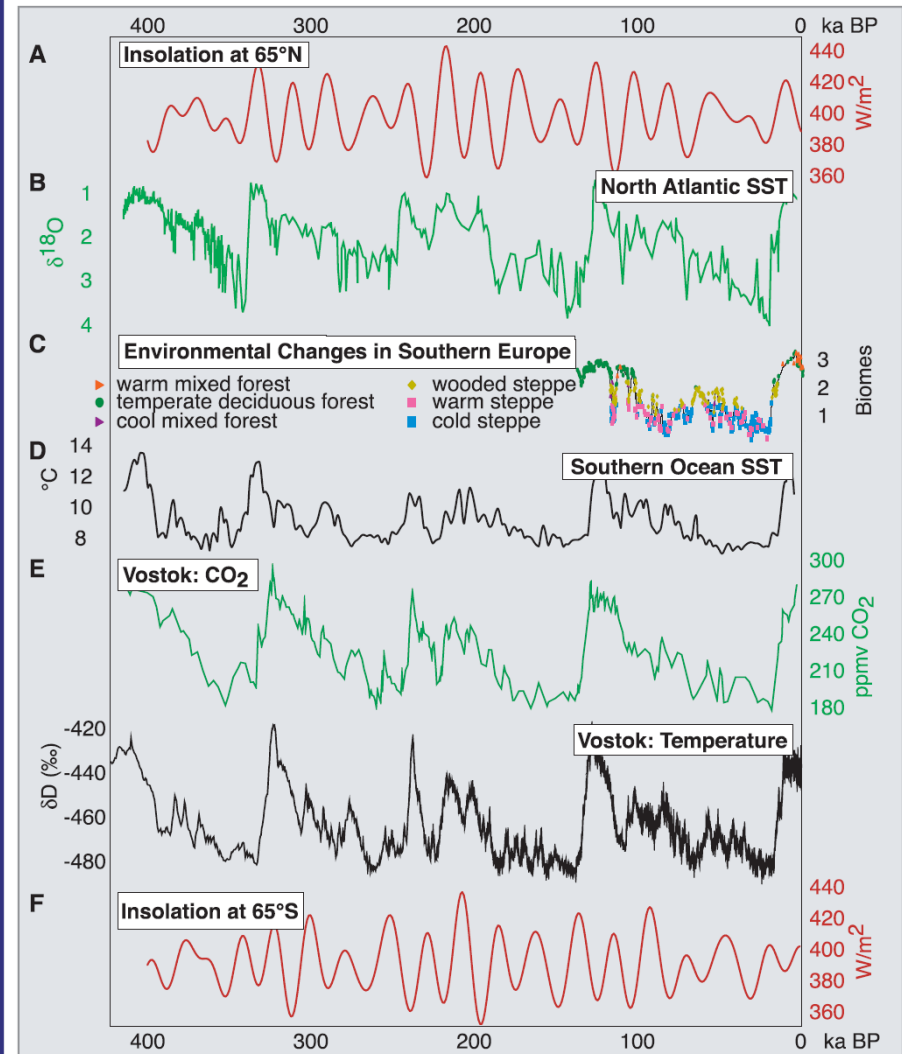 400 300 200 100 0 ka BP
A
Insolation at 65°N
440
420
400
380
360
W/m2
B
North Atlantic SST
1
2
3
4
δ18O
C
Environmental Changes in Southern Europe
warm mixed forest
temperate deciduous forest
cool mixed forest
wooded steppe
warm steppe
cold steppe
3
2
1
Biomes
D
14
12
10
8
°C
Southern Ocean SST
E
Vostok: CO2
300
270
240
210
180
ppmv CO2
-420
-440
-460
-480
δD (‰)
Vostok: Temperature
F
Insolation at 65°S
440
420
400
380
360
W/m2
400 300 200 100 0 ka BP